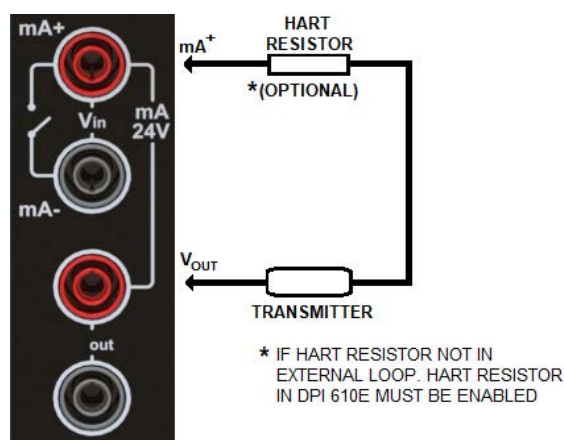 mA+
Vin
mA
24V
mA-
out
mA+
HART
RESISTOR
*(OPTIONAL)
VOUT
TRANSMITTER
* IF HART RESISTOR NOT IN
EXTERNAL LOOP. HART RESISTOR
IN DPI 610E MUST BE ENABLED